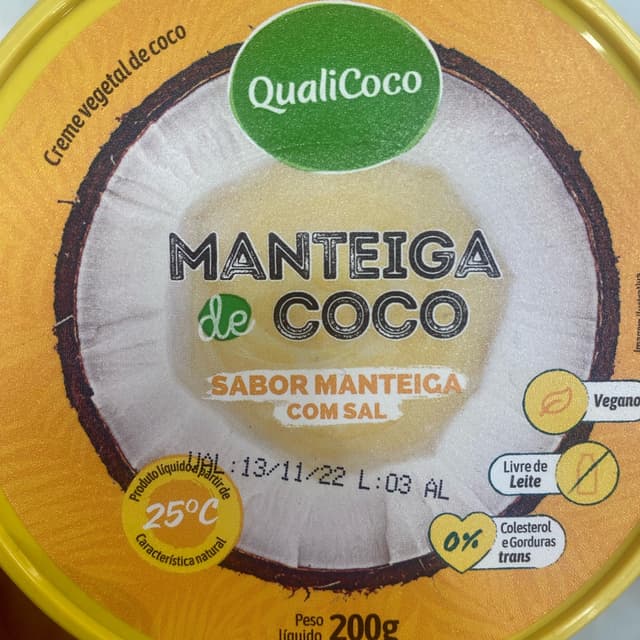 Creme vegetal de coco
QualiCoco
MANTEIGA
de COCO
SABOR MANTEIGA
COM SAL
VAL:13/11/22 L:03 AL
Produto líquido a partir de
25°C
Característica natural
Vegano
Livre de
Leite
0%
Colesterol
e Gorduras
trans
Peso
líquido 200g